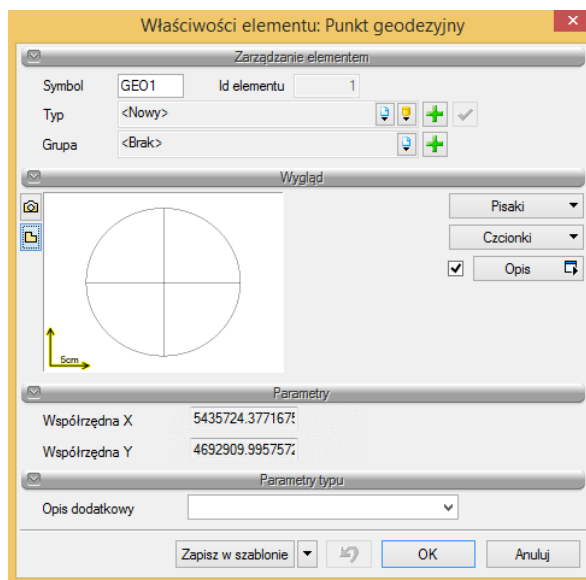 Właściwości elementu: Punkt geodezyjny
Zarządzanie elementem
Symbol GEO1 Id elementu 1
Typ <Nowy>
Grupa <Brak>
Wygląd
Pisaki
Czcionki
Opis
5cm
Parametry
Współrzędna X 5435724.377167
Współrzędna Y 4692909.995757
Parametry typu
Opis dodatkowy
Zapisz w szablonie OK Anuluj